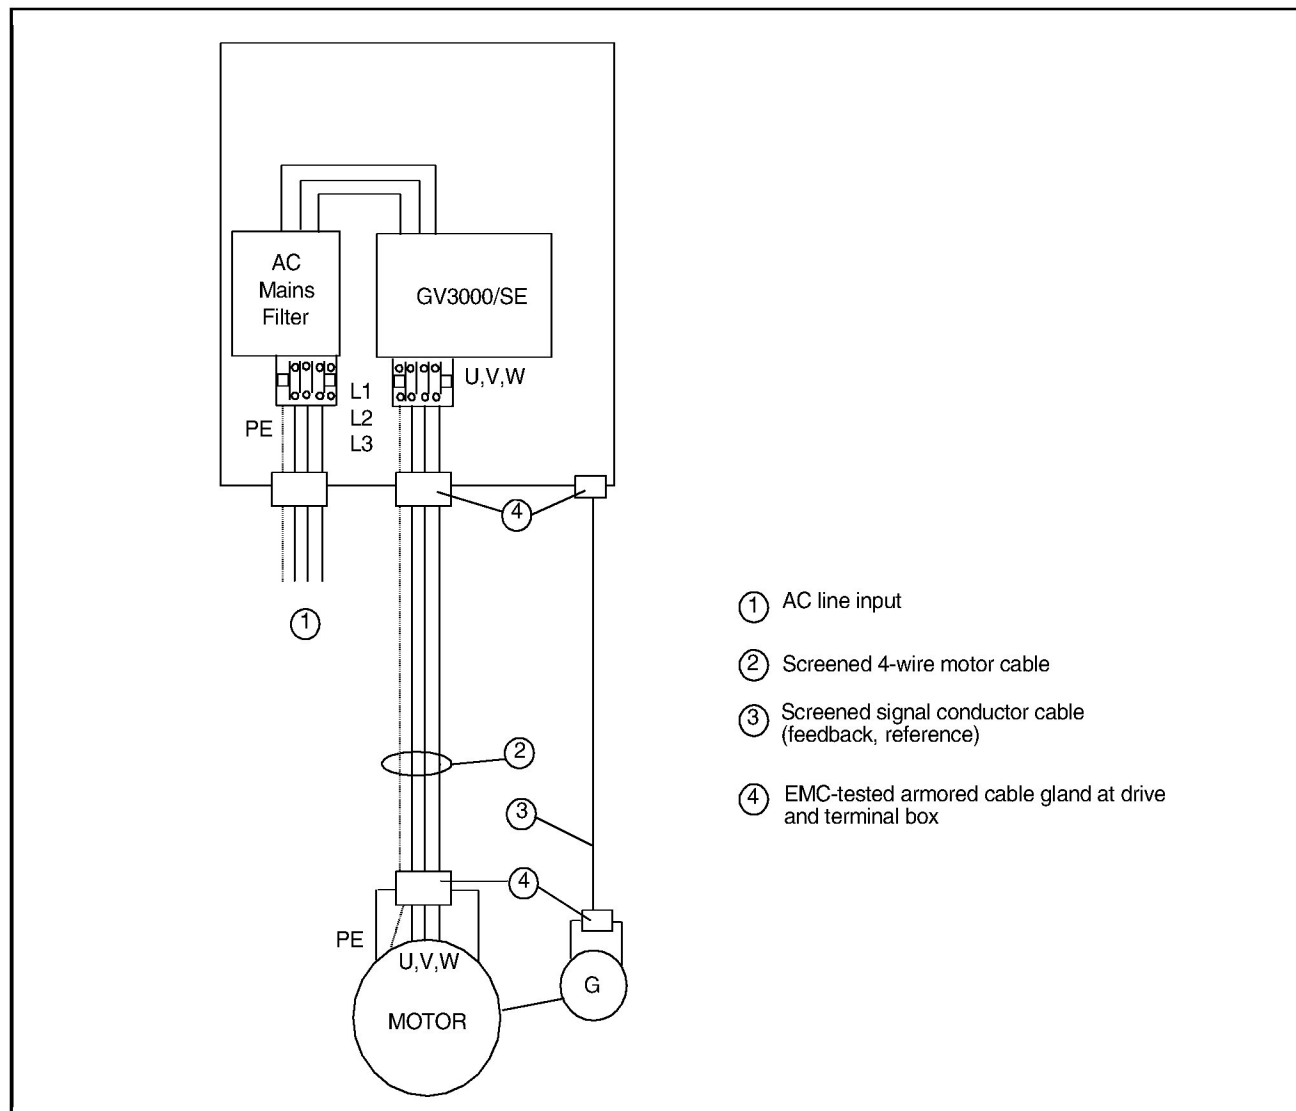 AC
Mains
Filter
GV3000/SE
U,V,W
L1
L2
L3
PE
4
1
2
3
4
PE
U,V,W
MOTOR
G
1 AC line input
2 Screened 4-wire motor cable
3 Screened signal conductor cable
(feedback, reference)
4 EMC-tested armored cable gland at drive
and terminal box